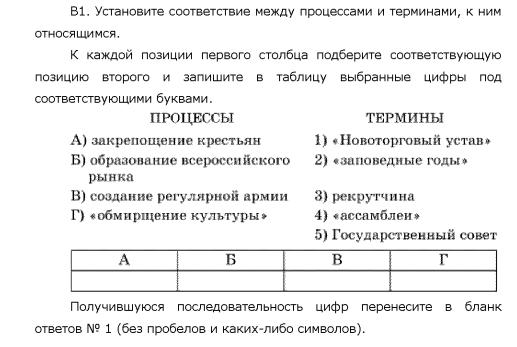 В1. Установите соответствие между процессами и терминами, к ним
относящимся.
К каждой позиции первого столбца подберите соответствующую
позицию второго и запишите в таблицу выбранные цифры под
соответствующими буквами.
ПРОЦЕССЫ ТЕРМИНЫ
А) закрепощение крестьян 1) «Новоторговый устав»
Б) образование всероссийского 2) «заповедные годы»
рынка
В) создание регулярной армии 3) рекрутчина
Г) «обмирщение культуры» 4) «ассамблеи»
5) Государственный совет
А Б В Г
Получившуюся последовательность цифр перенесите в бланк
ответов № 1 (без пробелов и каких-либо символов).